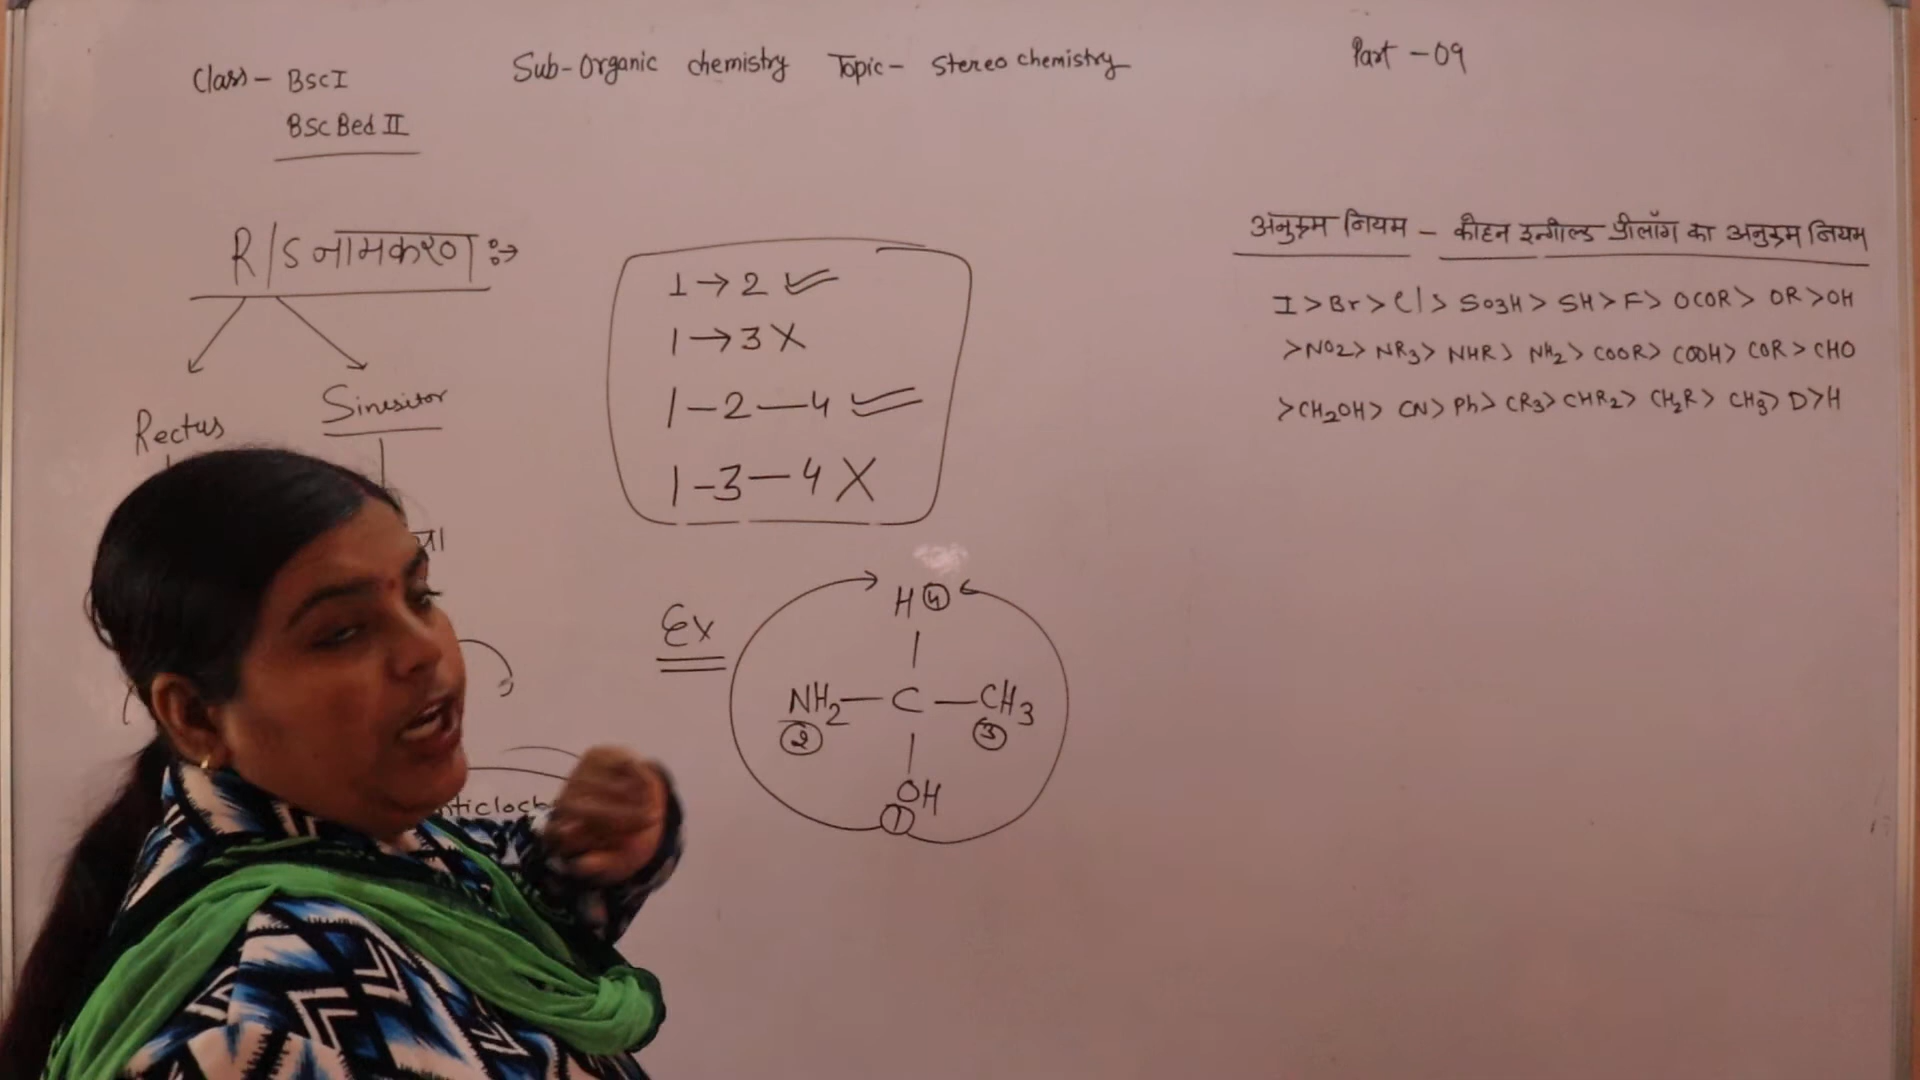 Class - BSc I
BSc Bed II
Sub-Organic chemistry Topic - Stereo chemistry
Part - 09
R/S नामकरण :→
Rectus
Sinisitor
1 → 2 ✓
1 → 3 X
1 - 2 - 4 ✓
1 - 3 - 4 X
Ex
H ④
NH2 - C - CH3
② ③
OH
①
अनुक्रम नियम - कॉहन इन्गोल्ड प्रीलॉग का अनुक्रम नियम
I > Br > Cl > SO3H > SH > F > OCOR > OR > OH
> NO2 > NR3 > NHR > NH2 > COOR > COOH > COR > CHO
> CH2OH > CN > Ph > CR3 > CHR2 > CH2R > CH3 > D > H